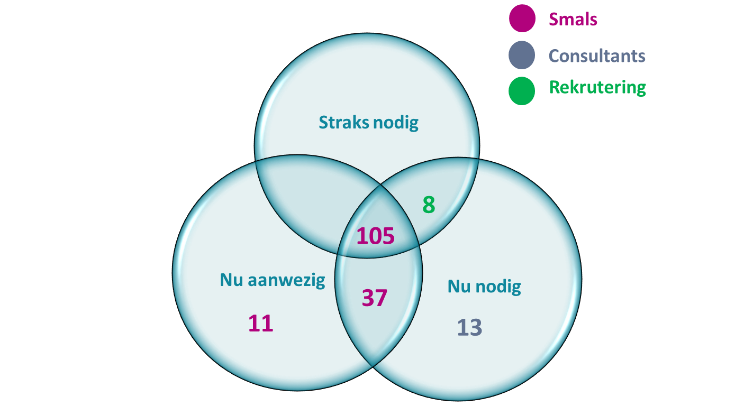 Smals
Consultants
Rekrutering
Straks nodig
8
105
Nu aanwezig
37
Nu nodig
11
13